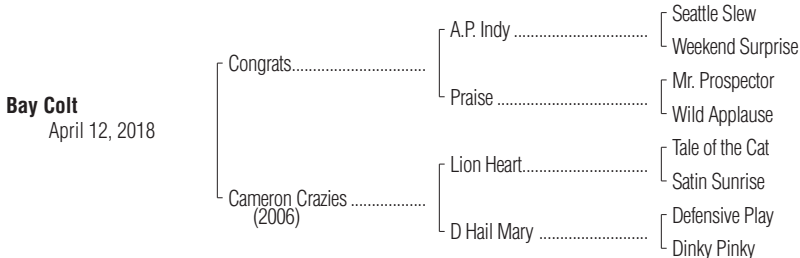 Seattle Slew
A.P. Indy ................................
Weekend Surprise
Congrats................................
Mr. Prospector
Praise ....................................
Wild Applause
Bay Colt
April 12, 2018
Tale of the Cat
Lion Heart..............................
Satin Sunrise
Cameron Crazies ..................
(2006)
Defensive Play
D Hail Mary ..........................
Dinky Pinky